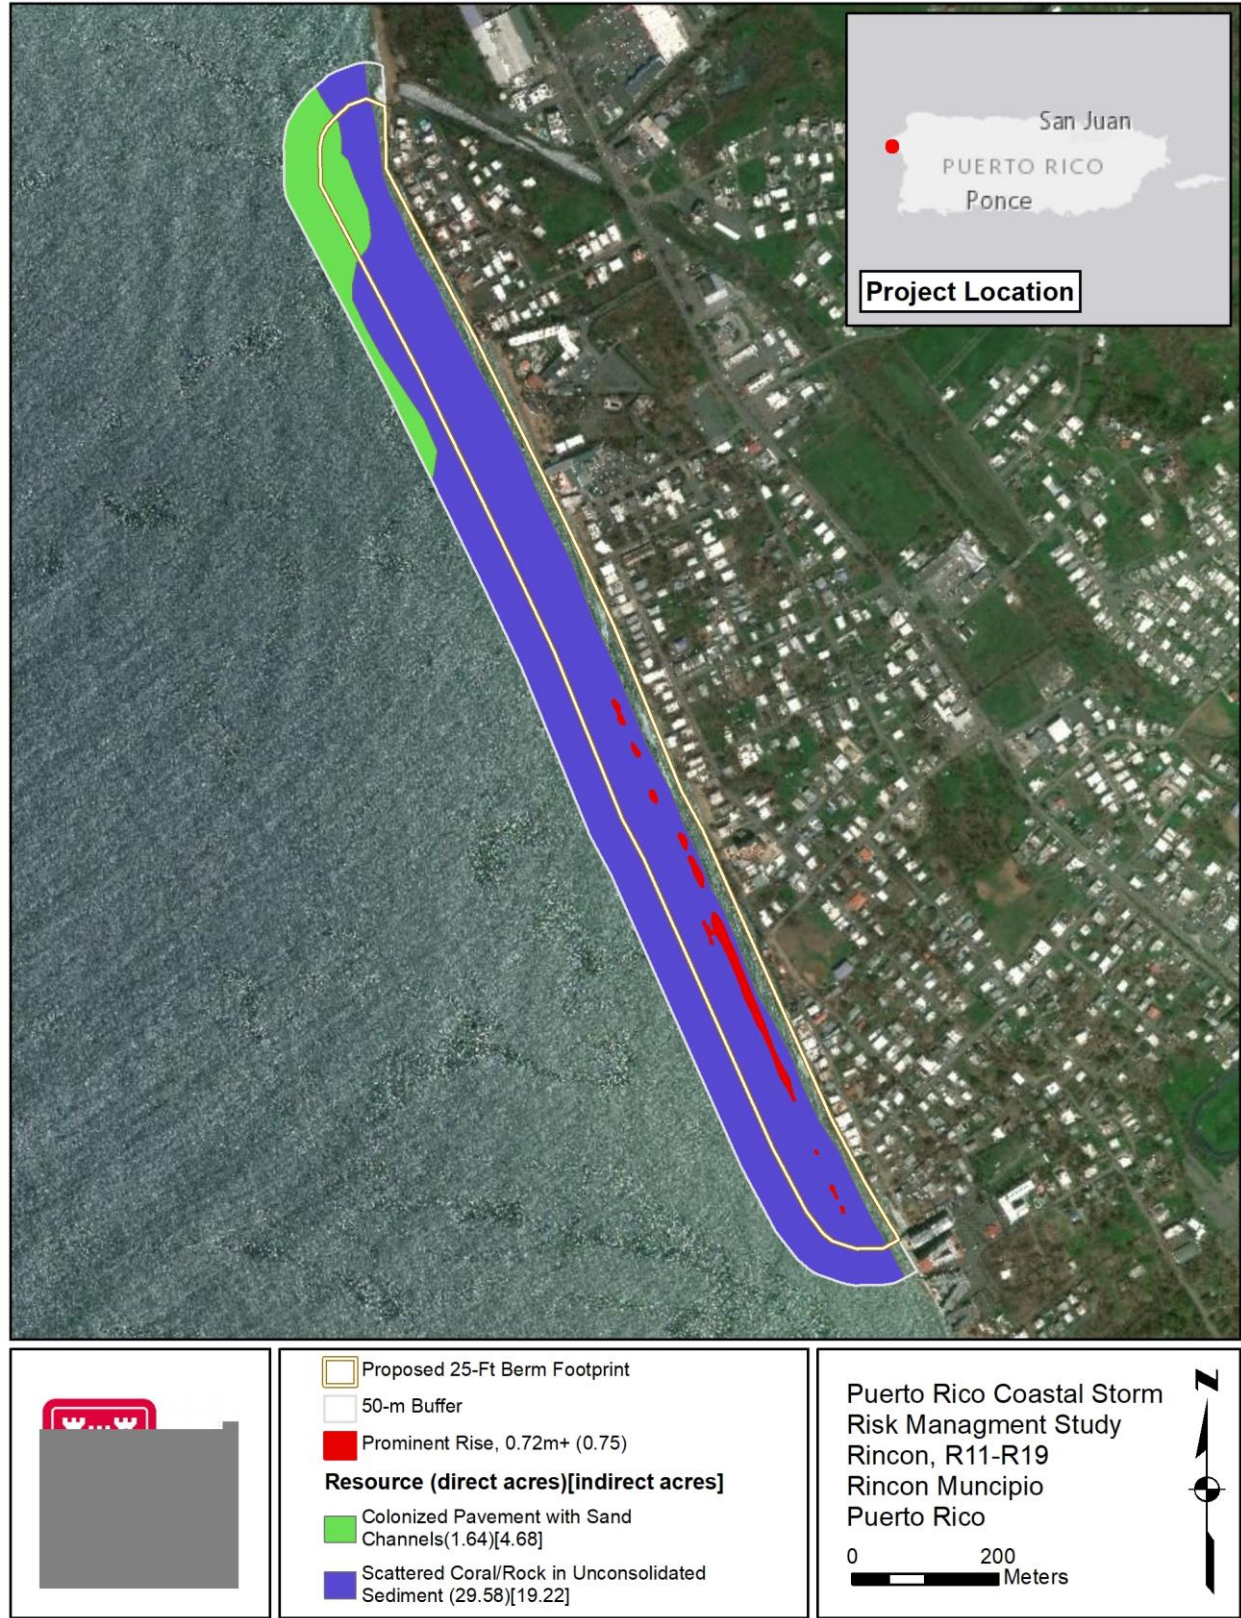 San Juan
PUERTO RICO
Ponce
Project Location
Proposed 25-Ft Berm Footprint
50-m Buffer
Prominent Rise, 0.72m+ (0.75)
Resource (direct acres)[indirect acres]
Colonized Pavement with Sand
Channels(1.64)[4.68]
Scattered Coral/Rock in Unconsolidated
Sediment (29.58)[19.22]
Puerto Rico Coastal Storm
Risk Managment Study
Rincon, R11-R19
Rincon Muncipio
Puerto Rico
0 200
Meters
N